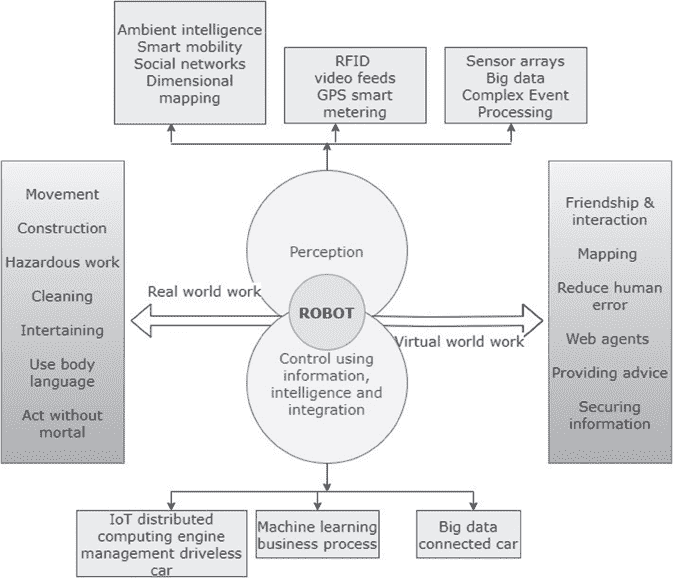 Ambient intelligence
Smart mobility
Social networks
Dimensional
mapping
RFID
video feeds
GPS smart
metering
Sensor arrays
Big data
Complex Event
Processing
Movement
Construction
Hazardous work
Cleaning
Intertaining
Use body
language
Act without
mortal
Perception
Real world work
ROBOT
Virtual world work
Control using
information,
intelligence and
integration
Friendship &
interaction
Mapping
Reduce human
error
Web agents
Providing advice
Securing
information
IoT distributed
computing engine
management driveless
car
Machine learning
business process
Big data
connected car